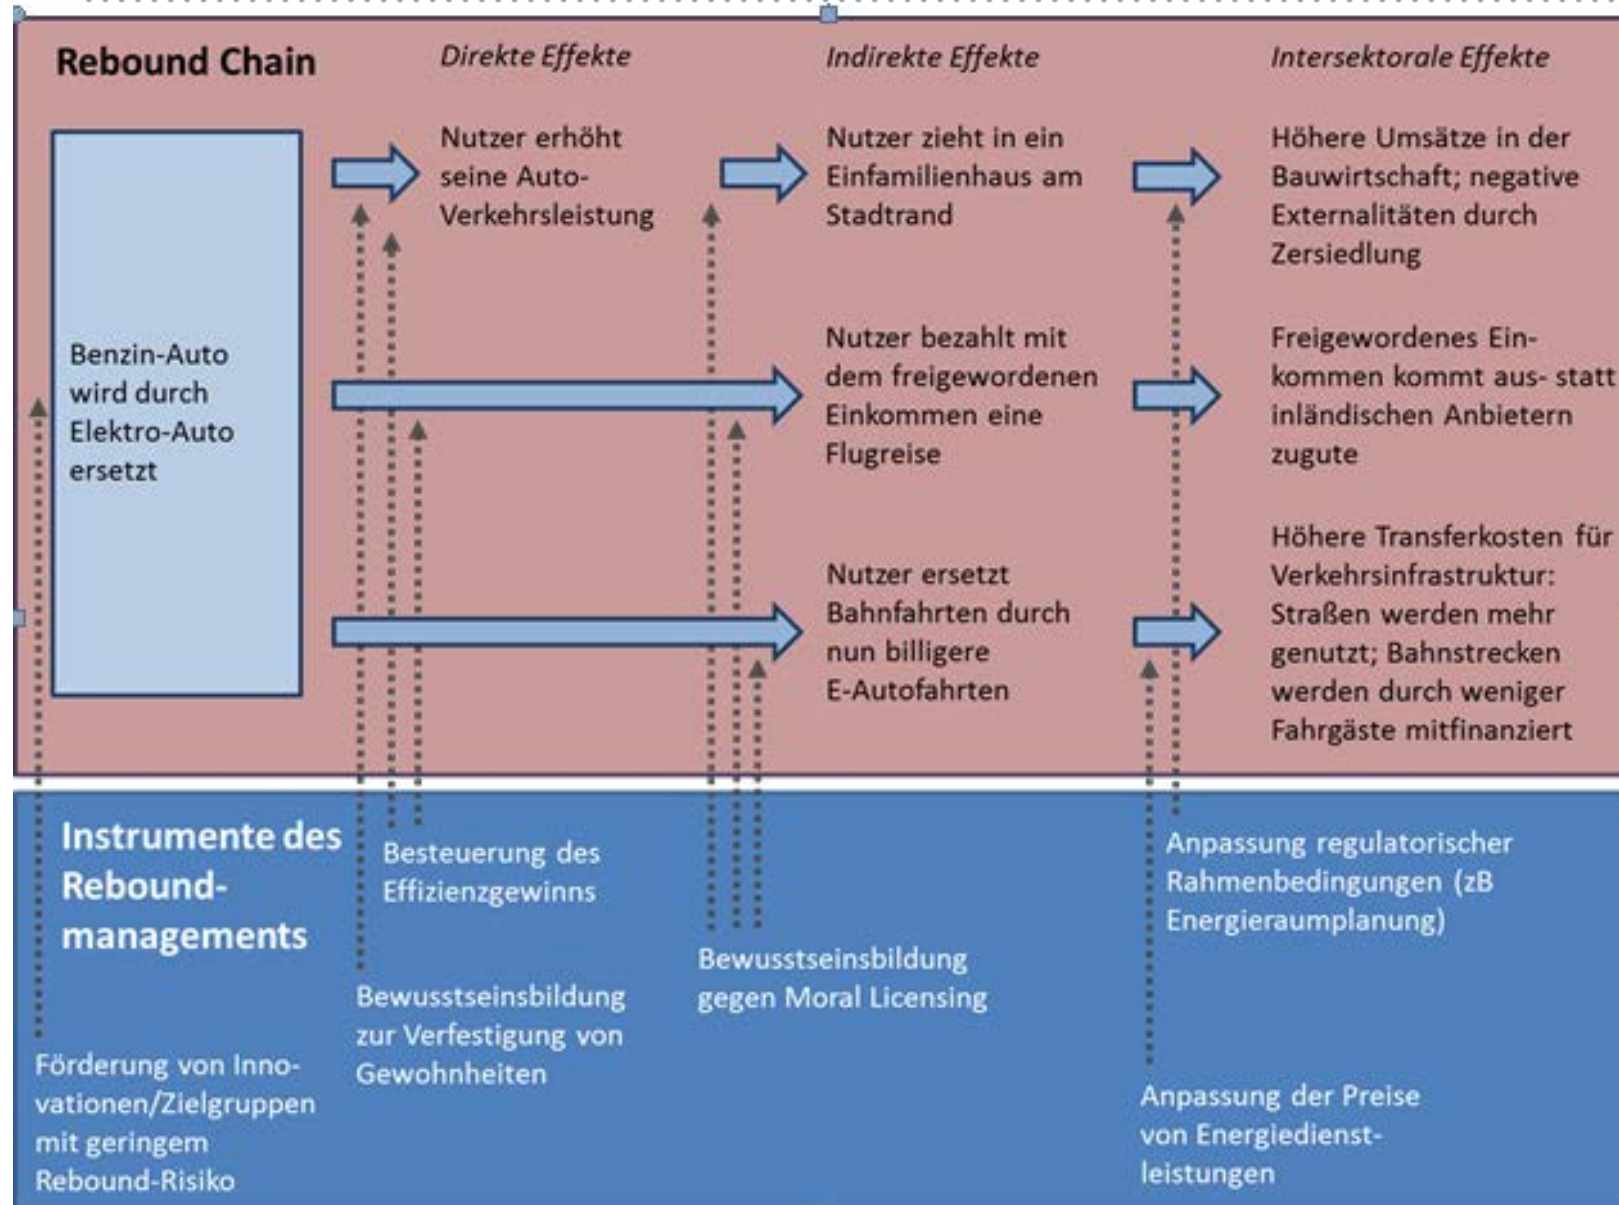 Rebound Chain
Direkte Effekte
Indirekte Effekte
Intersektorale Effekte
Benzin-Auto
wird durch
Elektro-Auto
ersetzt
Nutzer erhöht
seine Auto-
Verkehrsleistung
Nutzer zieht in ein
Einfamilienhaus am
Stadtrand
Höhere Umsätze in der
Bauwirtschaft; negative
Externalitäten durch
Zersiedlung
Nutzer bezahlt mit
dem freigewordenen
Einkommen eine
Flugreise
Freigewordenes Ein-
kommen kommt aus- statt
inländischen Anbietern
zugute
Nutzer ersetzt
Bahnfahrten durch
nun billigere
E-Autofahrten
Höhere Transferkosten für
Verkehrsinfrastruktur:
Straßen werden mehr
genutzt; Bahnstrecken
werden durch weniger
Fahrgäste mitfinanziert
Instrumente des
Rebound-
managements
Förderung von Inno-
vationen/Zielgruppen
mit geringem
Rebound-Risiko
Besteuerung des
Effizienzgewinns
Bewusstseinsbildung
zur Verfestigung von
Gewohnheiten
Bewusstseinsbildung
gegen Moral Licensing
Anpassung regulatorischer
Rahmenbedingungen (zB
Energieraumplanung)
Anpassung der Preise
von Energiedienst-
leistungen